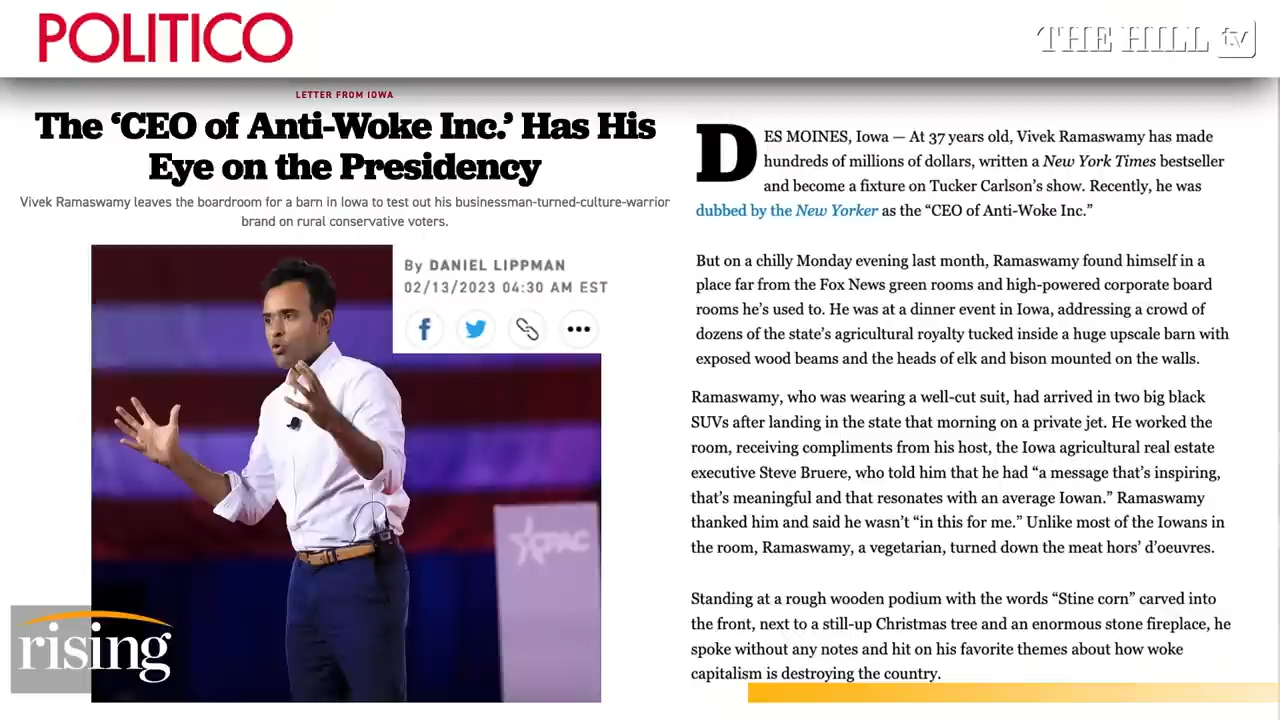 POLITICO
THE HILL tv
LETTER FROM IOWA
The ‘CEO of Anti-Woke Inc.’ Has His
Eye on the Presidency
Vivek Ramaswamy leaves the boardroom for a barn in Iowa to test out his businessman-turned-culture-warrior
brand on rural conservative voters.
By DANIEL LIPPMAN
02/13/2023 04:30 AM EST
CPAC
rising
DES MOINES, Iowa — At 37 years old, Vivek Ramaswamy has made
hundreds of millions of dollars, written a New York Times bestseller
and become a fixture on Tucker Carlson’s show. Recently, he was
dubbed by the New Yorker as the “CEO of Anti-Woke Inc.”
But on a chilly Monday evening last month, Ramaswamy found himself in a
place far from the Fox News green rooms and high-powered corporate board
rooms he’s used to. He was at a dinner event in Iowa, addressing a crowd of
dozens of the state’s agricultural royalty tucked inside a huge upscale barn with
exposed wood beams and the heads of elk and bison mounted on the walls.
Ramaswamy, who was wearing a well-cut suit, had arrived in two big black
SUVs after landing in the state that morning on a private jet. He worked the
room, receiving compliments from his host, the Iowa agricultural real estate
executive Steve Bruere, who told him that he had “a message that’s inspiring,
that’s meaningful and that resonates with an average Iowan.” Ramaswamy
thanked him and said he wasn’t “in this for me.” Unlike most of the Iowans in
the room, Ramaswamy, a vegetarian, turned down the meat hors’ d’oeuvres.
Standing at a rough wooden podium with the words “Stine corn” carved into
the front, next to a still-up Christmas tree and an enormous stone fireplace, he
spoke without any notes and hit on his favorite themes about how woke
capitalism is destroying the country.